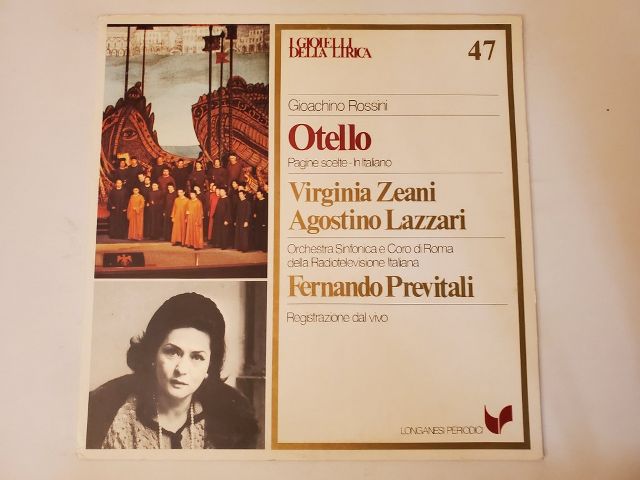 I GIOIELLI
DELLA LIRICA
47
Gioachino Rossini
Otello
Pagine scelte - In Italiano
Virginia Zeani
Agostino Lazzari
Orchestra Sinfonica e Coro di Roma
della Radiotelevisione Italiana
Fernando Previtali
Registrazione dal vivo
LONGANESI PERIODICI